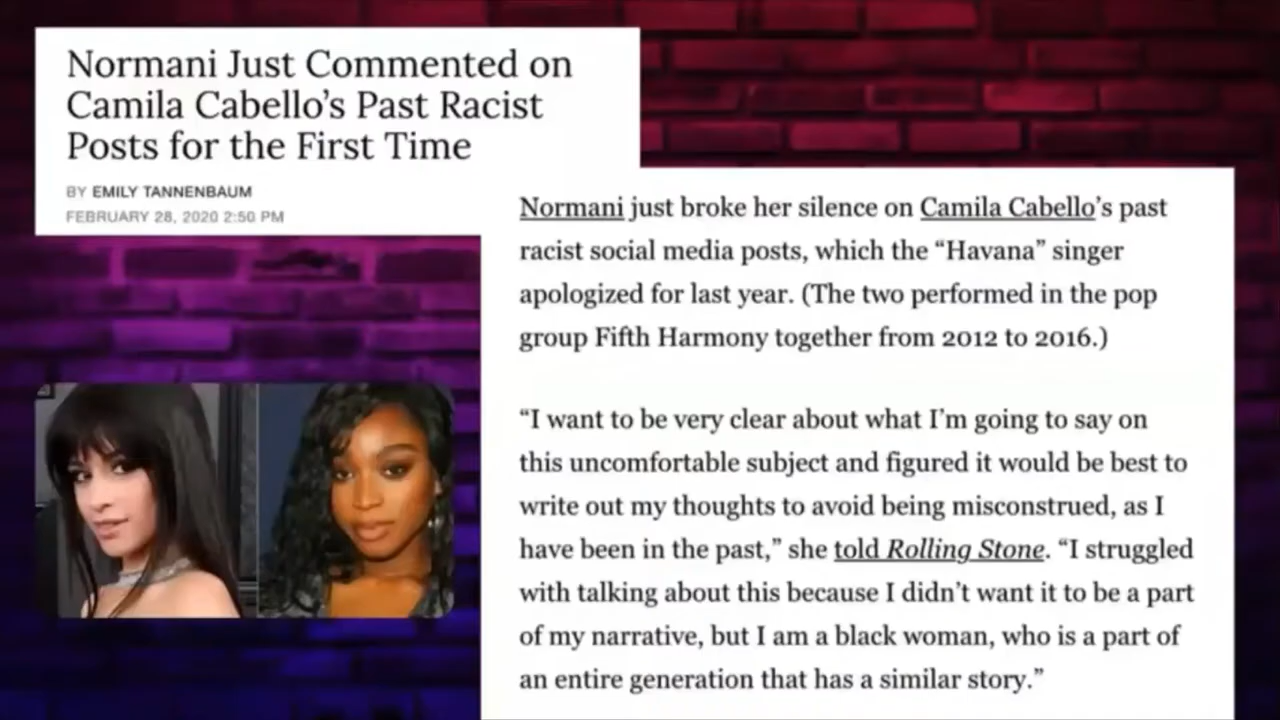 Normani Just Commented on
Camila Cabello’s Past Racist
Posts for the First Time
BY EMILY TANNENBAUM
FEBRUARY 28, 2020 2:50 PM
Normani just broke her silence on Camila Cabello’s past
racist social media posts, which the “Havana” singer
apologized for last year. (The two performed in the pop
group Fifth Harmony together from 2012 to 2016.)
“I want to be very clear about what I’m going to say on
this uncomfortable subject and figured it would be best to
write out my thoughts to avoid being misconstrued, as I
have been in the past,” she told Rolling Stone. “I struggled
with talking about this because I didn’t want it to be a part
of my narrative, but I am a black woman, who is a part of
an entire generation that has a similar story.”